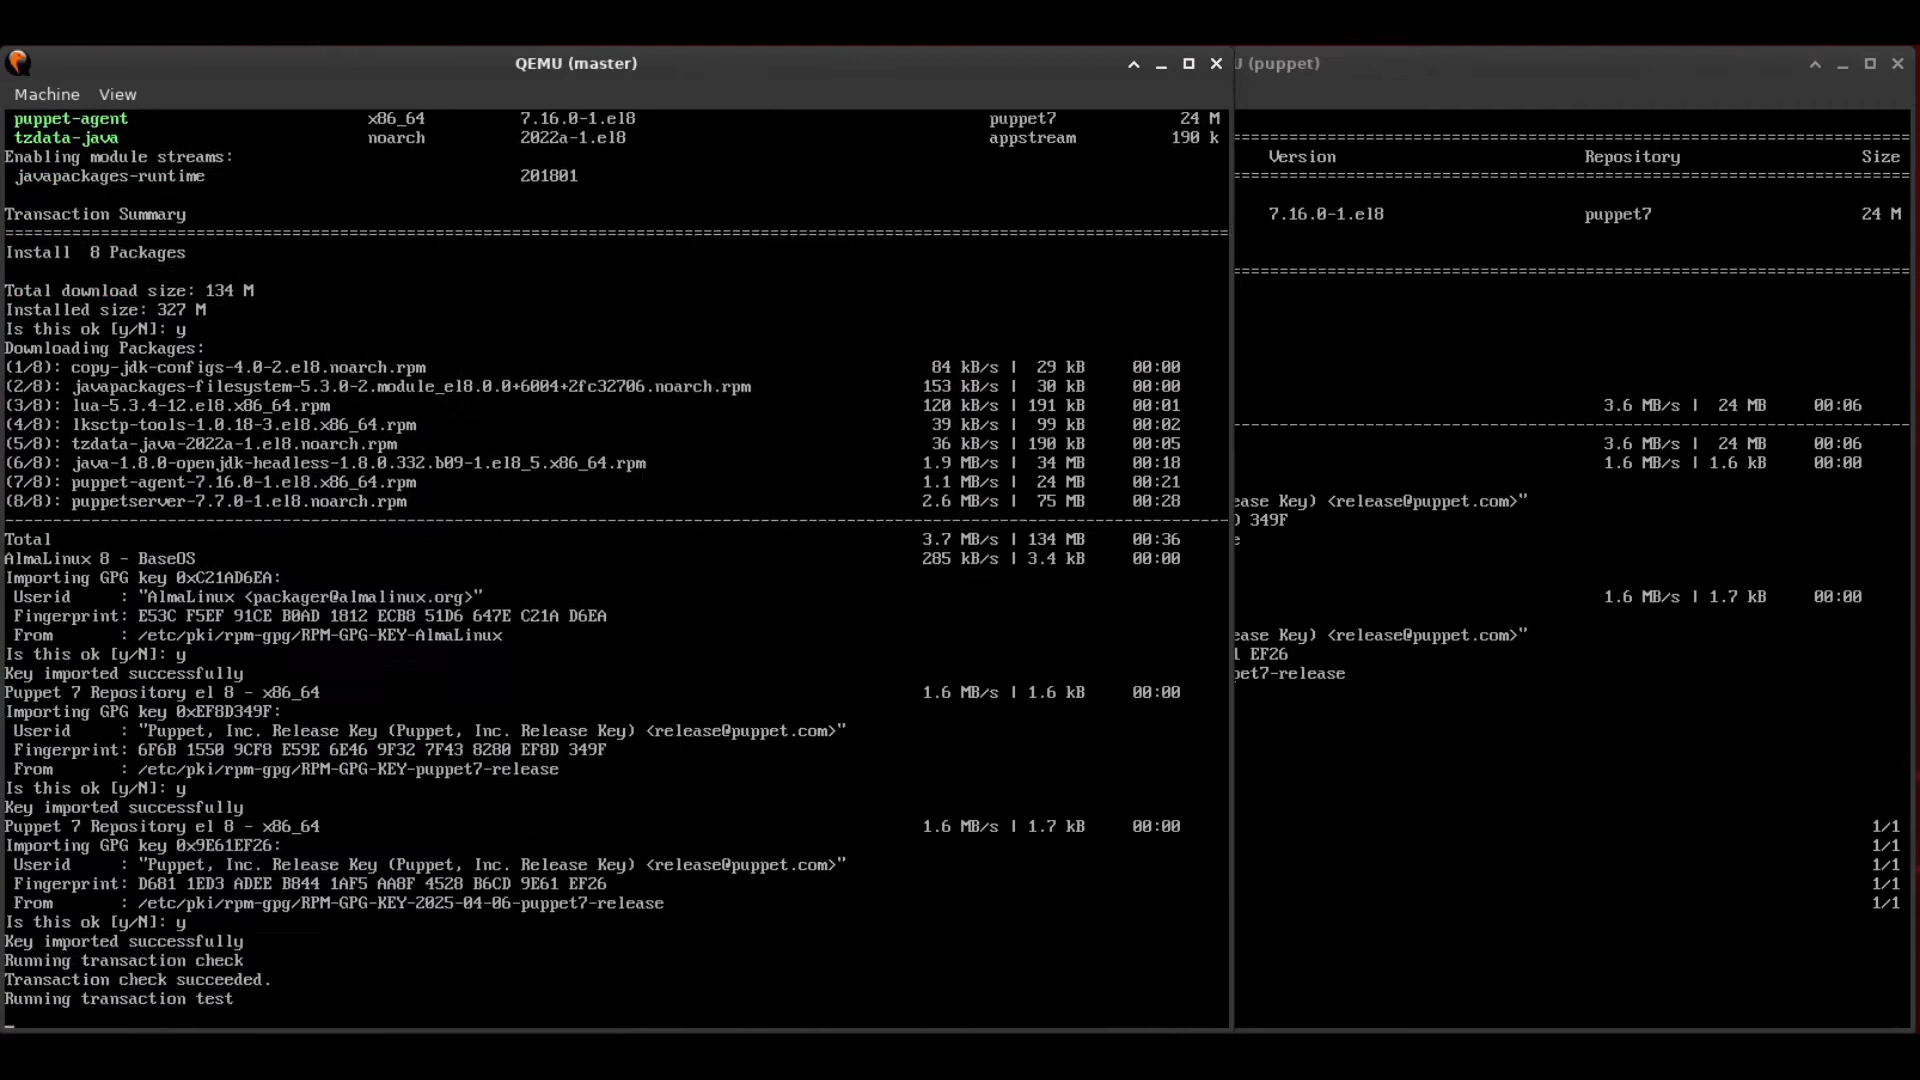 QEMU (master)
Machine View
puppet-agent x86_64 7.16.0-1.el8 puppet7 24 M
tzdata-java noarch 2022a-1.el8 appstream 190 k
Enabling module streams:
javapackages-runtime 201801
Transaction Summary
================================================================================
Install 8 Packages
Total download size: 134 M
Installed size: 327 M
Is this ok [y/N]: y
Downloading Packages:
(1/8): copy-jdk-configs-4.0-2.el8.noarch.rpm 84 kB/s | 29 kB 00:00
(2/8): javapackages-filesystem-5.3.0-2.module_el8.0.0+6004+2fc32706.noarch.rpm 153 kB/s | 30 kB 00:00
(3/8): lua-5.3.4-12.el8.x86_64.rpm 120 kB/s | 191 kB 00:01
(4/8): lksctp-tools-1.0.18-3.el8.x86_64.rpm 39 kB/s | 99 kB 00:02
(5/8): tzdata-java-2022a-1.el8.noarch.rpm 36 kB/s | 190 kB 00:05
(6/8): java-1.8.0-openjdk-headless-1.8.0.332.b09-1.el8_5.x86_64.rpm 1.9 MB/s | 34 MB 00:18
(7/8): puppet-agent-7.16.0-1.el8.x86_64.rpm 1.1 MB/s | 24 MB 00:21
(8/8): puppetserver-7.7.0-1.el8.noarch.rpm 2.6 MB/s | 75 MB 00:28
--------------------------------------------------------------------------------
Total 3.7 MB/s | 134 MB 00:36
AlmaLinux 8 - BaseOS 285 kB/s | 3.4 kB 00:00
Importing GPG key 0xC21AD6EA:
Userid : "AlmaLinux <packager@almalinux.org>"
Fingerprint: E53C F5EF 91CE B0AD 1812 ECB8 51D6 647E C21A D6EA
From : /etc/pki/rpm-gpg/RPM-GPG-KEY-AlmaLinux
Is this ok [y/N]: y
Key imported successfully
Puppet 7 Repository el 8 - x86_64 1.6 MB/s | 1.6 kB 00:00
Importing GPG key 0xEF8D349F:
Userid : "Puppet, Inc. Release Key (Puppet, Inc. Release Key) <release@puppet.com>"
Fingerprint: 6F6B 1550 9CF8 E59E 6E46 9F32 7F43 8280 EF8D 349F
From : /etc/pki/rpm-gpg/RPM-GPG-KEY-puppet7-release
Is this ok [y/N]: y
Key imported successfully
Puppet 7 Repository el 8 - x86_64 1.6 MB/s | 1.7 kB 00:00
Importing GPG key 0x9E61EF26:
Userid : "Puppet, Inc. Release Key (Puppet, Inc. Release Key) <release@puppet.com>"
Fingerprint: D681 1ED3 ADEE B844 1AF5 AA8F 4528 B6CD 9E61 EF26
From : /etc/pki/rpm-gpg/RPM-GPG-KEY-2025-04-06-puppet7-release
Is this ok [y/N]: y
Key imported successfully
Running transaction check
Transaction check succeeded.
Running transaction test
U (puppet)
================================================================================
Version Repository Size
================================================================================
7.16.0-1.el8 puppet7 24 M
================================================================================
3.6 MB/s | 24 MB 00:06
--------------------------------------------------------------------------------
3.6 MB/s | 24 MB 00:06
1.6 MB/s | 1.6 kB 00:00
ease Key) <release@puppet.com>"
349F
e
1.6 MB/s | 1.7 kB 00:00
ease Key) <release@puppet.com>"
1 EF26
pet7-release
1/1
1/1
1/1
1/1
1/1